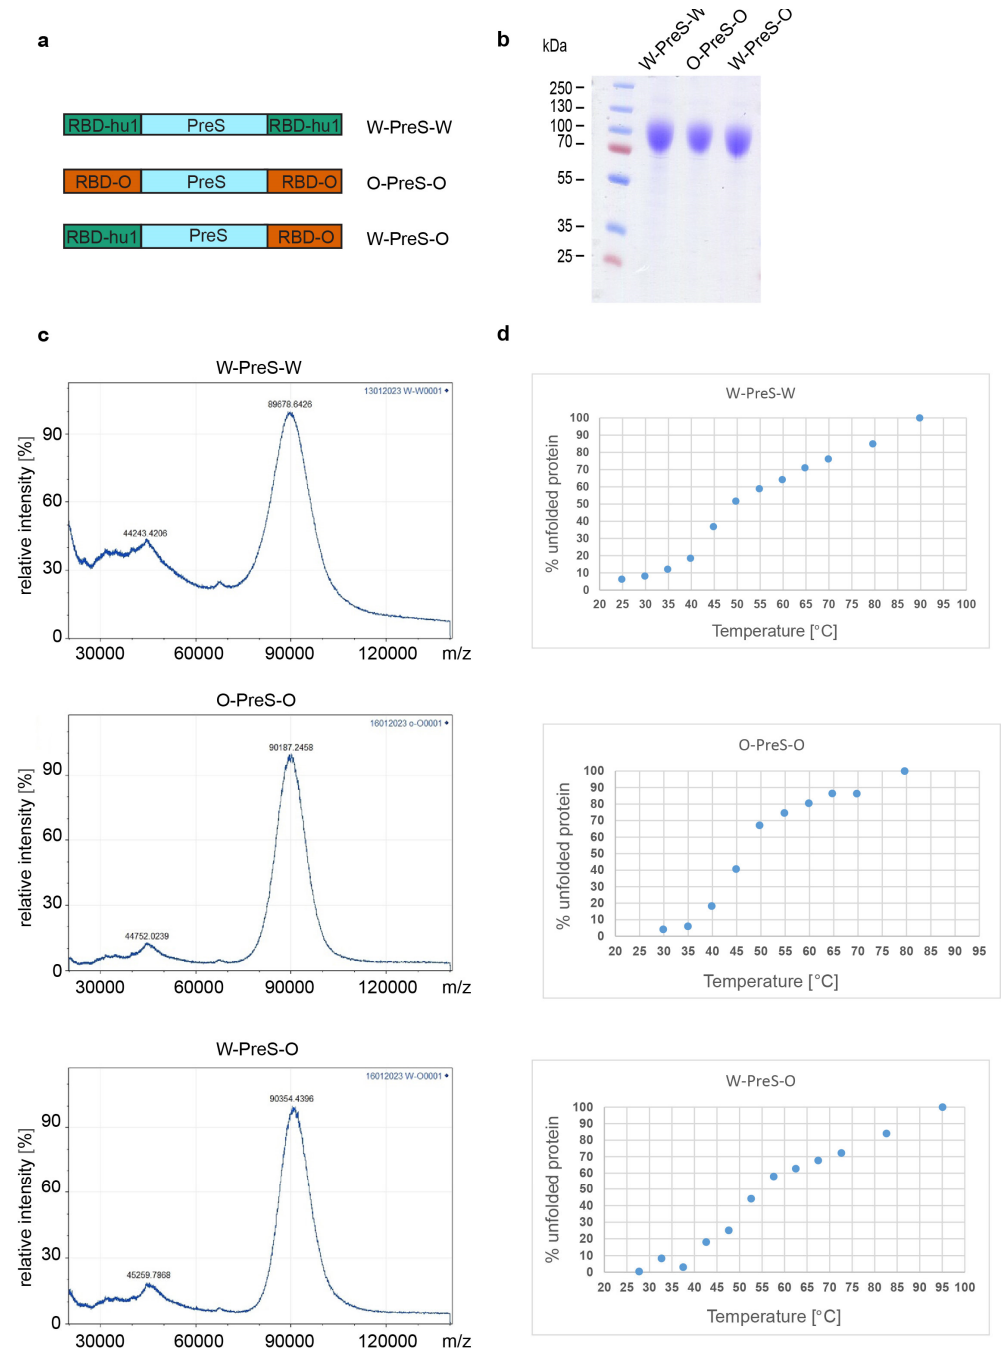 a
RBD-hu1 PreS RBD-hu1 W-PreS-W
RBD-O PreS RBD-O O-PreS-O
RBD-hu1 PreS RBD-O W-PreS-O
b
kDa W-PreS-W O-PreS-O W-PreS-O
250
130
100
70
55
35
25
c
W-PreS-W
13012023 W-W0001
89678.6426
44243.4206
relative intensity [%]
90
60
30
0
30000 60000 90000 120000 m/z
O-PreS-O
16012023 o-O0001
90187.2458
44752.0239
relative intensity [%]
90
60
30
0
30000 60000 90000 120000 m/z
W-PreS-O
16012023 W-O0001
90354.4396
45259.7968
relative intensity [%]
90
60
30
0
30000 60000 90000 120000 m/z
d
W-PreS-W
% unfolded protein
100
90
80
70
60
50
40
30
20
10
0
20 25 30 35 40 45 50 55 60 65 70 75 80 85 90 95 100
Temperature [°C]
O-PreS-O
% unfolded protein
100
90
80
70
60
50
40
30
20
10
0
20 25 30 35 40 45 50 55 60 65 70 75 80 85 90 95
Temperature [°C]
W-PreS-O
% unfolded protein
100
90
80
70
60
50
40
30
20
10
0
20 25 30 35 40 45 50 55 60 65 70 75 80 85 90 95 100
Temperature [°C]